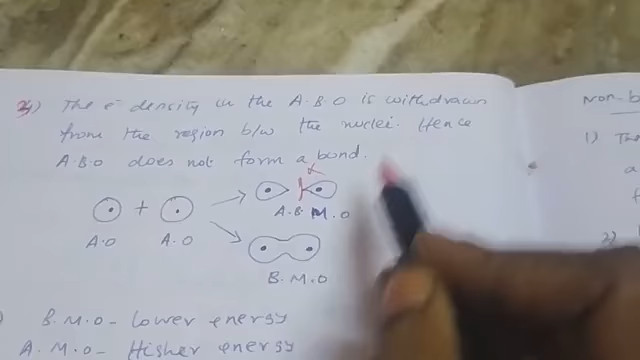 3) The e⁻ density in the A.B.O is withdrawn
from the region b/w the nuclei. Hence
A.B.O does not form a bond.
+
A.O A.O
A.B.M.O
B.M.O
) B.M.O - Lower energy
A.M.O - Higher energy
Non-b
1) Th
a
2)